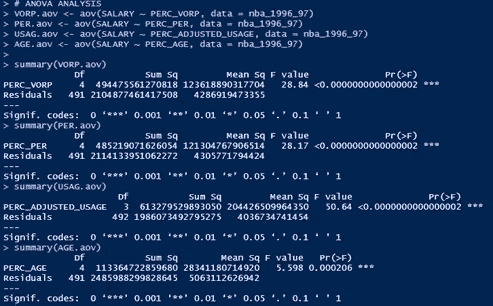 > # ANOVA ANALYSIS
> VORP.aov <- aov(SALARY ~ PERC_VORP, data = nba_1996_97)
> PER.aov <- aov(SALARY ~ PERC_PER, data = nba_1996_97)
> USAG.aov <- aov(SALARY ~ PERC_ADJUSTED_USAGE, data = nba_1996_97)
> AGE.aov <- aov(SALARY ~ PERC_AGE, data = nba_1996_97)
>
> summary(VORP.aov)
Df Sum Sq Mean Sq F value Pr(>F)
PERC_VORP 4 494475561270818 123618890317704 28.84 <0.0000000000000002 ***
Residuals 491 2104877461417508 4286919473355
---
Signif. codes: 0 ‘***’ 0.001 ‘**’ 0.01 ‘*’ 0.05 ‘.’ 0.1 ‘ ’ 1
> summary(PER.aov)
Df Sum Sq Mean Sq F value Pr(>F)
PERC_PER 4 485219071626054 121304767906514 28.17 <0.0000000000000002 ***
Residuals 491 2114133951062272 4305771794424
---
Signif. codes: 0 ‘***’ 0.001 ‘**’ 0.01 ‘*’ 0.05 ‘.’ 0.1 ‘ ’ 1
> summary(USAG.aov)
Df Sum Sq Mean Sq F value Pr(>F)
PERC_ADJUSTED_USAGE 3 613279529893050 204426509964350 50.64 <0.0000000000000002 ***
Residuals 492 1986073492795275 4036734741454
---
Signif. codes: 0 ‘***’ 0.001 ‘**’ 0.01 ‘*’ 0.05 ‘.’ 0.1 ‘ ’ 1
> summary(AGE.aov)
Df Sum Sq Mean Sq F value Pr(>F)
PERC_AGE 4 113364722859680 28341180714920 5.598 0.000206 ***
Residuals 491 2485988299828645 5063112626942
---
Signif. codes: 0 ‘***’ 0.001 ‘**’ 0.01 ‘*’ 0.05 ‘.’ 0.1 ‘ ’ 1